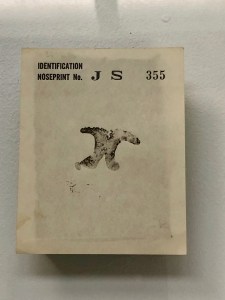 IDENTIFICATION
NOSEPRINT No. J S 355